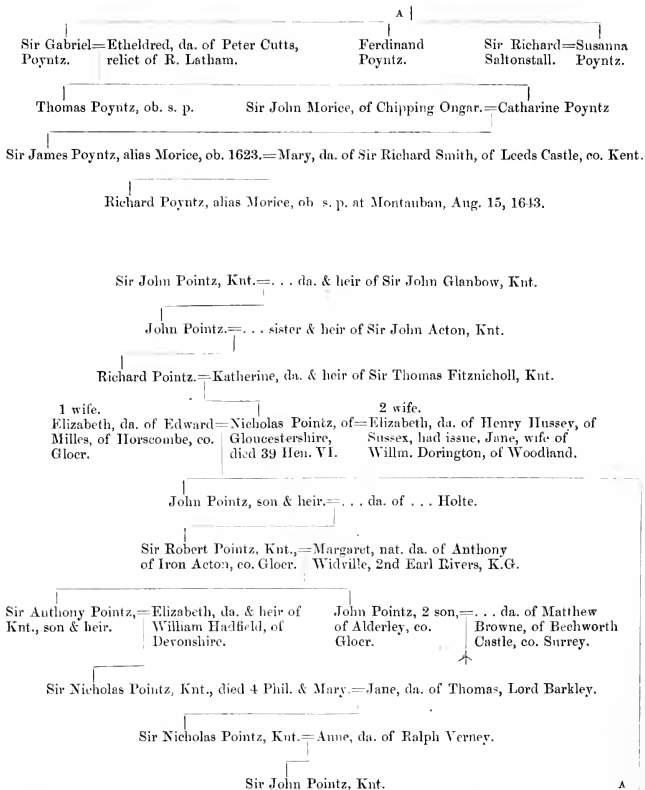 A
Sir Gabriel=Etheldred, da. of Peter Cutts, Ferdinand Sir Richard=Susanna
Poyntz. relict of R. Latham. Poyntz. Saltonstall. Poyntz.
Thomas Poyntz, ob. s. p. Sir John Morice, of Chipping Ongar.=Catharine Poyntz
Sir James Poyntz, alias Morice, ob. 1623.=Mary, da. of Sir Richard Smith, of Leeds Castle, co. Kent.
Richard Poyntz, alias Morice, ob s. p. at Montauban, Aug. 15, 1643.
Sir John Pointz, Knt.=. . . da. & heir of Sir John Glanbow, Knt.
John Pointz.=. . . sister & heir of Sir John Acton, Knt.
Richard Pointz.=Katherine, da. & heir of Sir Thomas Fitznicholl, Knt.
1 wife. 2 wife.
Elizabeth, da. of Edward=Nicholas Pointz, of=Elizabeth, da. of Henry Hussey, of
Milles, of Horscombe, co. Gloucestershire, Sussex, had issue, Jane, wife of
Glocr. died 39 Hen. VI. Willm. Dorington, of Woodland.
John Pointz, son & heir.=. . . da. of . . . Holte.
Sir Robert Pointz, Knt.,=Margaret, nat. da. of Anthony
of Iron Acton, co. Glocr. Widville, 2nd Earl Rivers, K.G.
Sir Anthony Pointz,=Elizabeth, da. & heir of John Pointz, 2 son,=. . . da. of Matthew
Knt., son & heir. William Hadfield, of of Alderley, co. Browne, of Bechworth
Devonshire. Glocr. Castle, co. Surrey.
Sir Nicholas Pointz, Knt., died 4 Phil. & Mary.=Jane, da. of Thomas, Lord Barkley.
Sir Nicholas Pointz, Knt.=Anne, da. of Ralph Verney.
Sir John Pointz, Knt. A